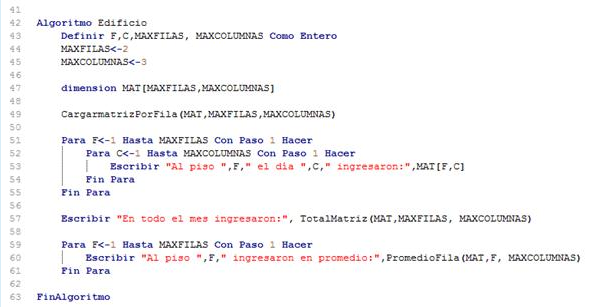 41
42 Algoritmo Edificio
43 Definir F,C,MAXFILAS, MAXCOLUMNAS Como Entero
44 MAXFILAS<-2
45 MAXCOLUMNAS<-3
46
47 dimension MAT[MAXFILAS,MAXCOLUMNAS]
48
49 CargarmatrizPorFila(MAT,MAXFILAS,MAXCOLUMNAS)
50
51 Para F<-1 Hasta MAXFILAS Con Paso 1 Hacer
52 Para C<-1 Hasta MAXCOLUMNAS Con Paso 1 Hacer
53 Escribir "Al piso ",F," el día ",C," ingresaron:",MAT[F,C]
54 Fin Para
55 Fin Para
56
57 Escribir "En todo el mes ingresaron:", TotalMatriz(MAT,MAXFILAS, MAXCOLUMNAS)
58
59 Para F<-1 Hasta MAXFILAS Con Paso 1 Hacer
60 Escribir "Al piso ",F," ingresaron en promedio:",PromedioFila(MAT,F, MAXCOLUMNAS)
61 Fin Para
62
63 FinAlgoritmo